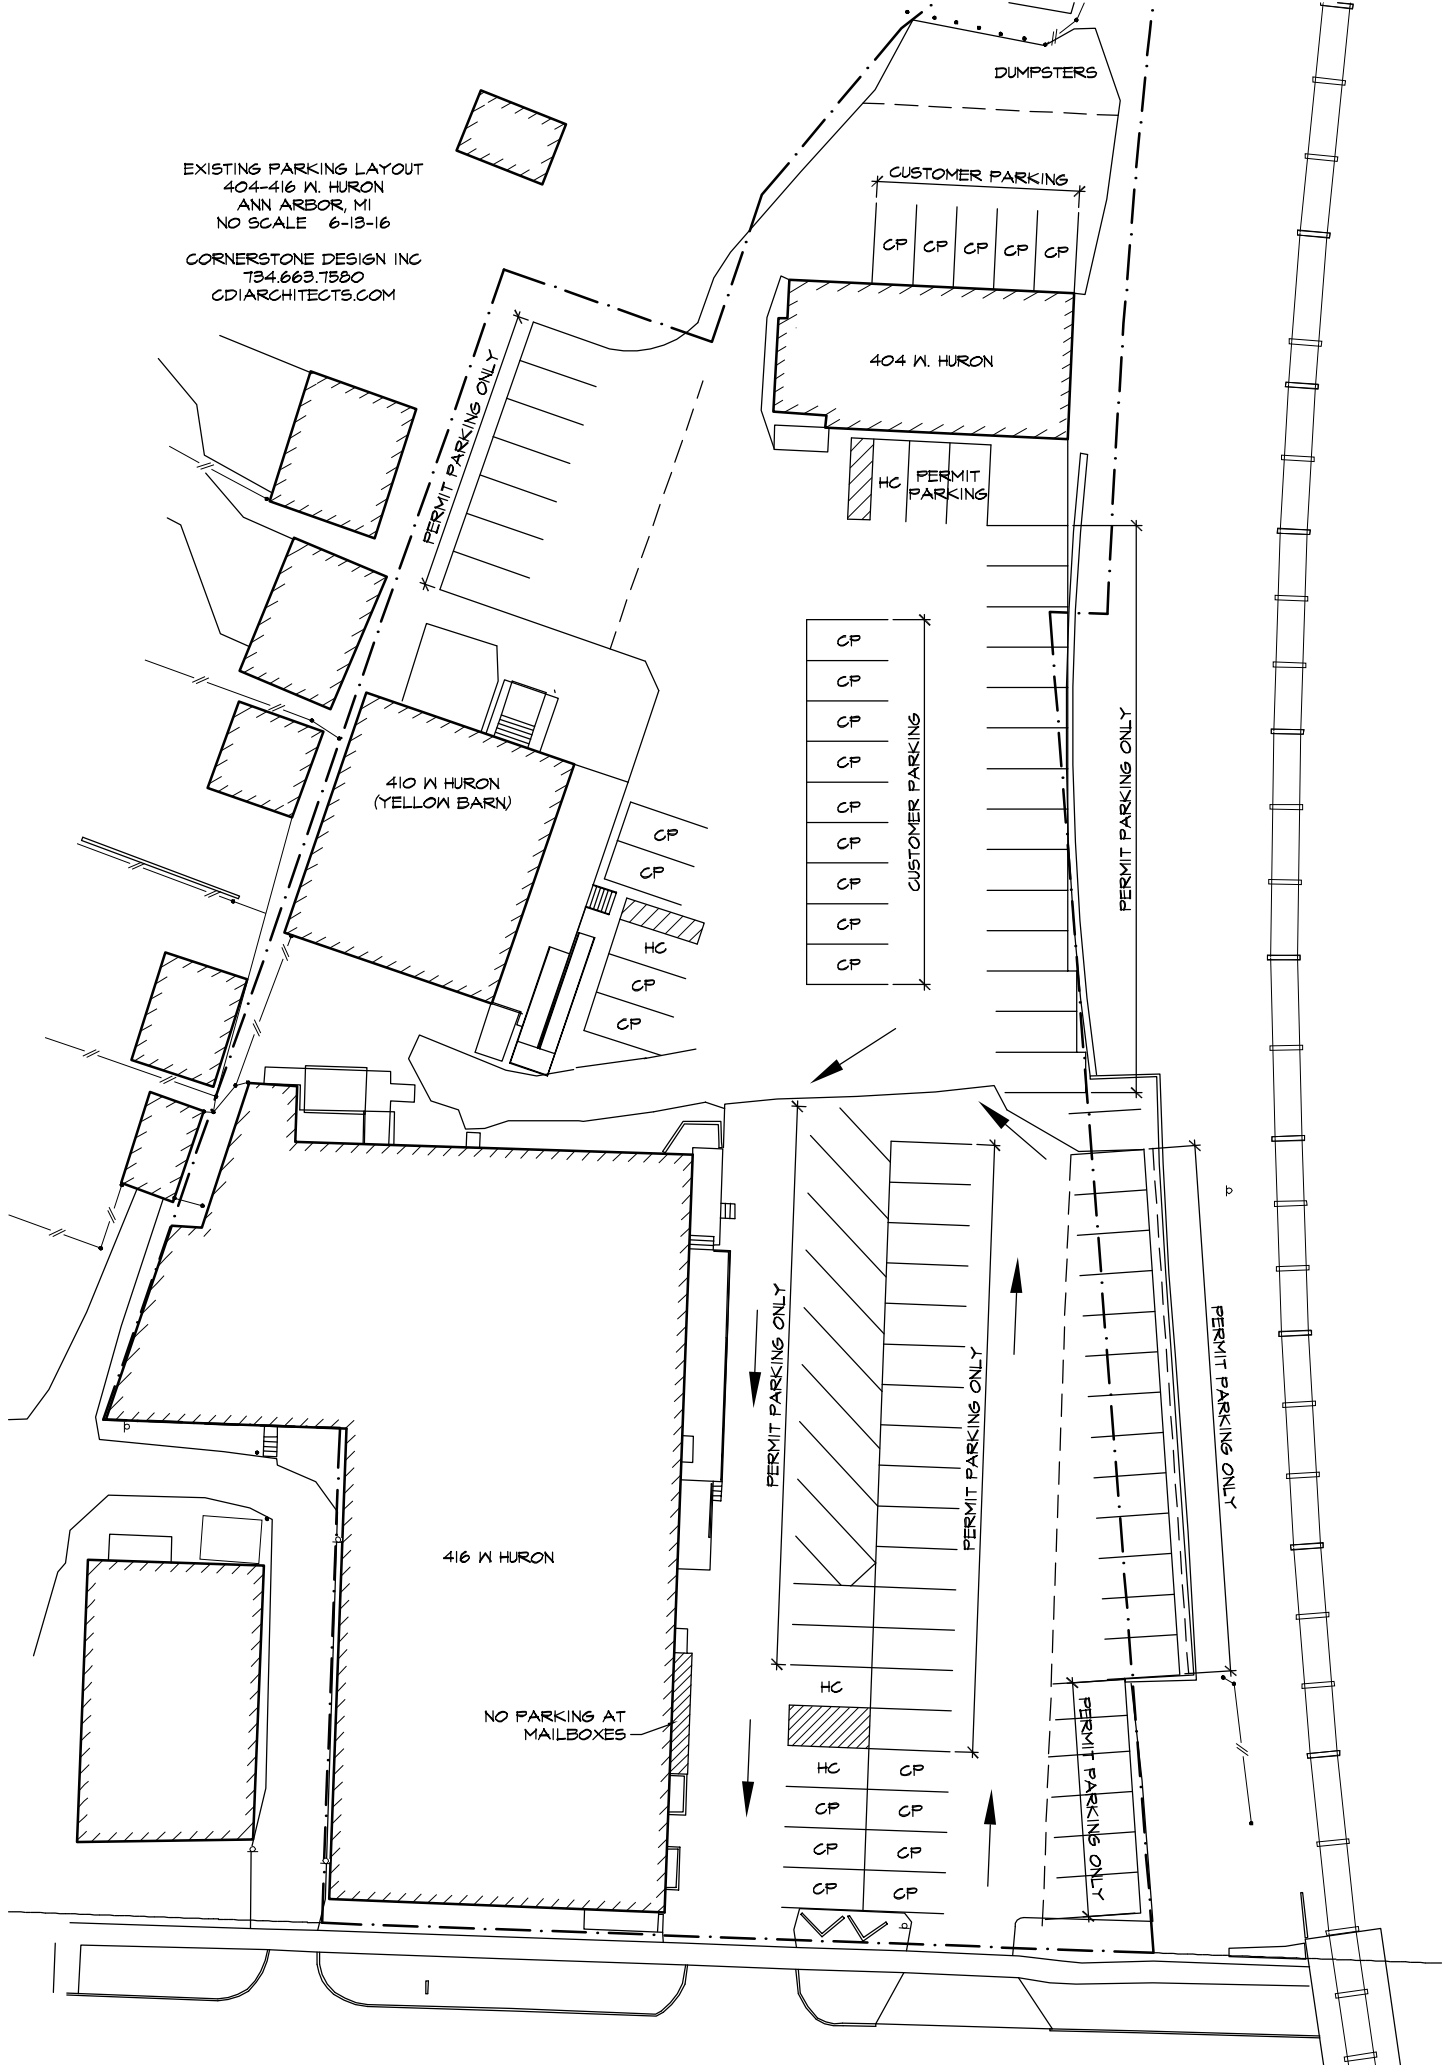 DUMPSTERS
EXISTING PARKING LAYOUT
404-416 W. HURON
ANN ARBOR, MI
NO SCALE 6-13-16
CORNERSTONE DESIGN INC
734.663.7580
CDIARCHITECTS.COM
CUSTOMER PARKING
CP CP CP CP CP
404 W. HURON
PERMIT PARKING ONLY
HC
PERMIT
PARKING
CP
CP
CP
CP
CP
CP
CP
CP
CP
CUSTOMER PARKING
PERMIT PARKING ONLY
410 W HURON
(YELLOW BARN)
CP
CP
HC
CP
CP
PERMIT PARKING ONLY
PERMIT PARKING ONLY
PERMIT PARKING ONLY
416 W HURON
NO PARKING AT
MAILBOXES
HC
HC CP
CP CP
CP CP
CP CP
PERMIT PARKING ONLY